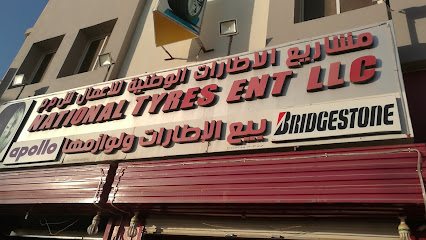 مشاريع الاطارات الوطنية للاعمال ش.م.م
NATIONAL TYRES ENT LLC
apollo
بيع الإطارات ولوازمها
BRIDGESTONE